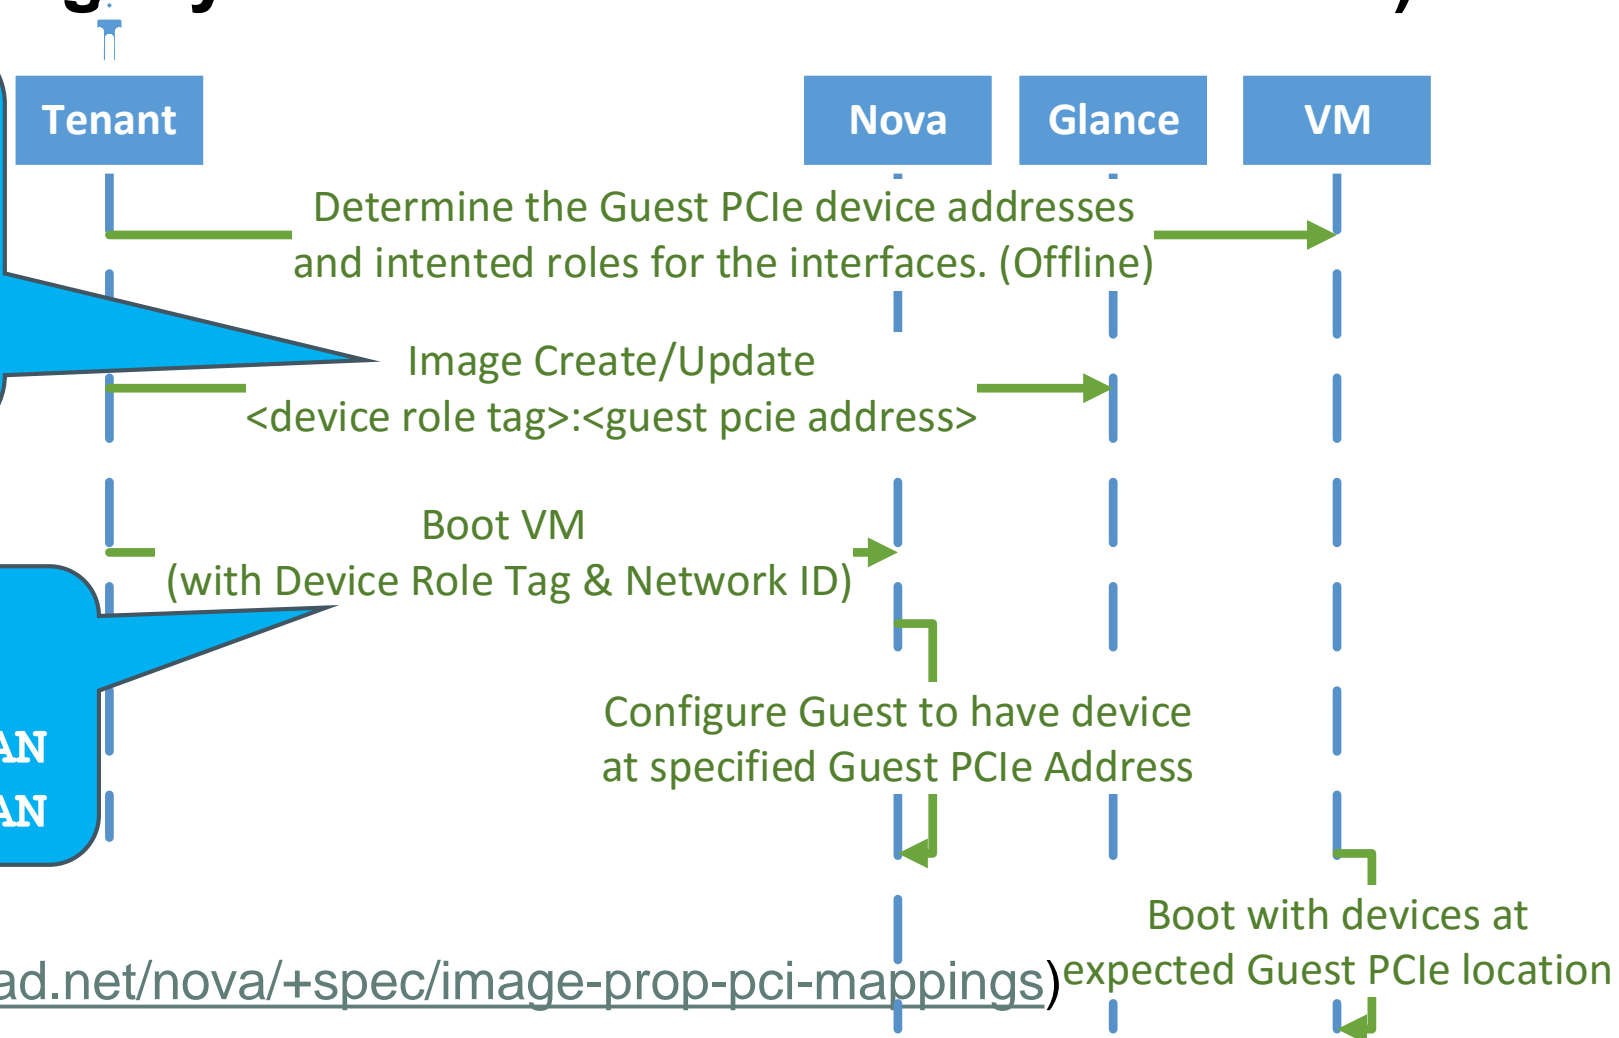 Tenant
Nova
Glance
VM
Determine the Guest PCIe device addresses
and intented roles for the interfaces. (Offline)
Image Create/Update
<device role tag>:<guest pcie address>
Boot VM
(with Device Role Tag & Network ID)
Configure Guest to have device
at specified Guest PCIe Address
AN
AN
Boot with devices at
expected Guest PCIe location
ad.net/nova/+spec/image-prop-pci-mappings)